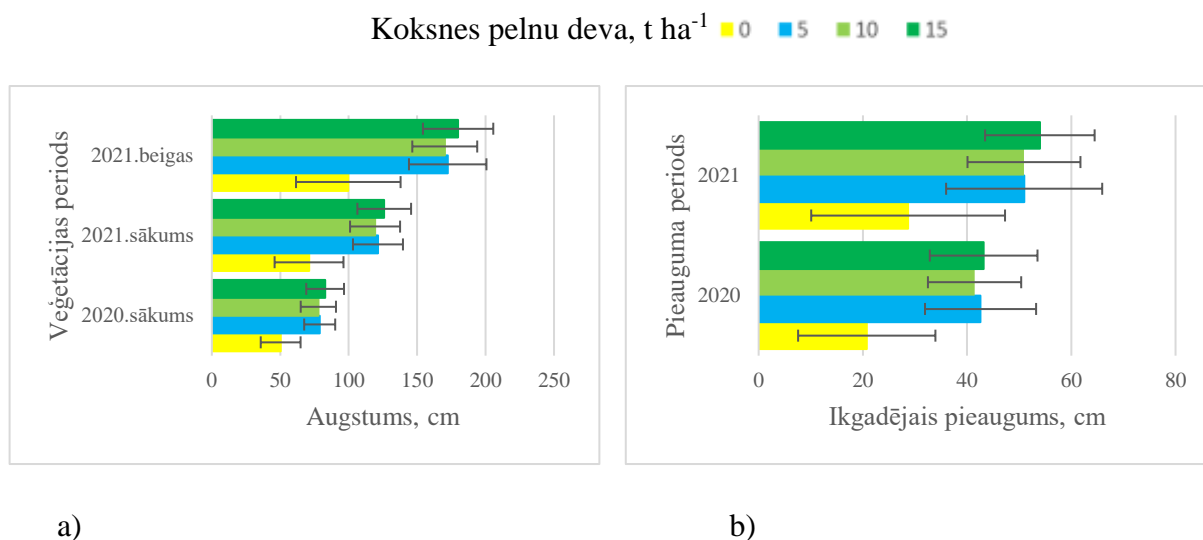 Koksnes pelnu deva, t ha⁻¹ 0 5 10 15
Veģetācijas periods
2021.beigas
2021.sākums
2020.sākums
0 50 100 150 200 250
Augstums, cm
Pieauguma periods
2021
2020
0 20 40 60 80
Ikgadējais pieaugums, cm
a) b)